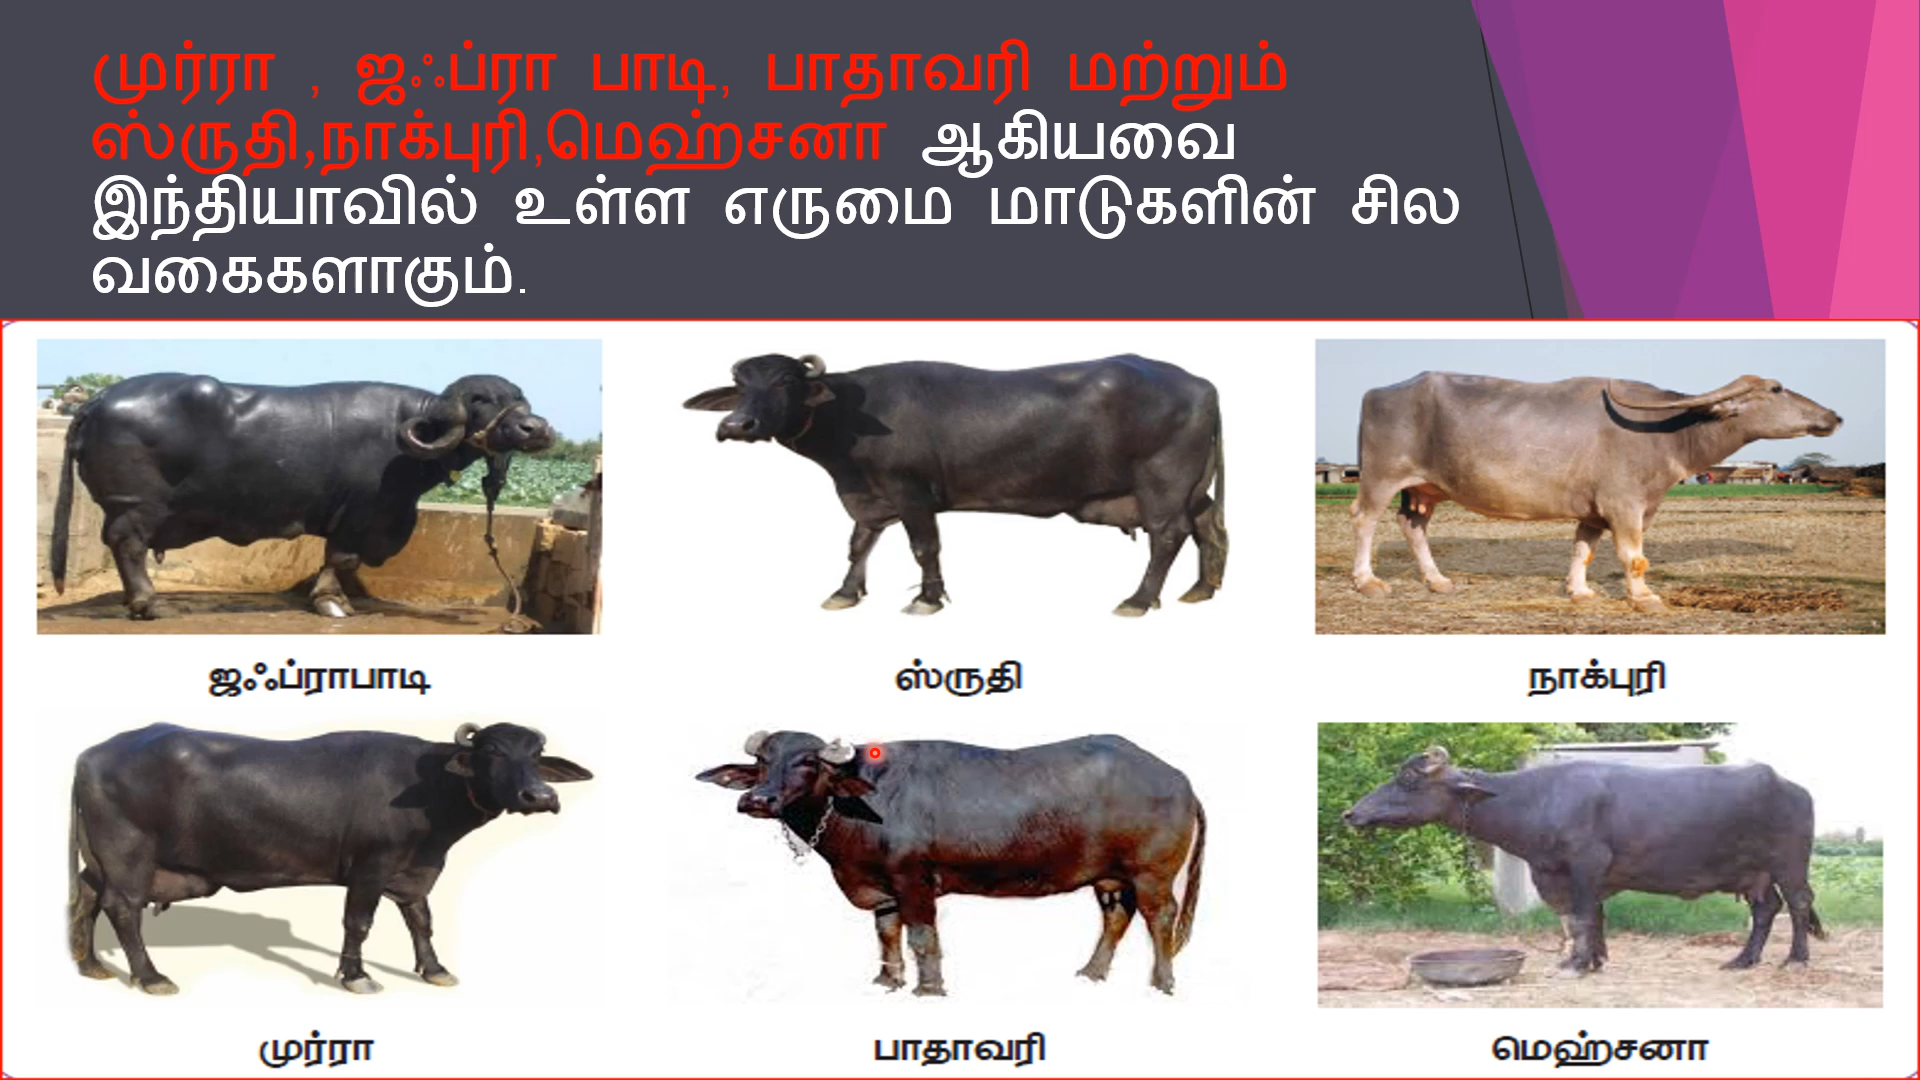 முர்ரா , ஜஃப்ரா பாடி, பாதாவரி மற்றும்
ஸ்ருதி,நாக்புரி,மெஹ்சனா ஆகியவை
இந்தியாவில் உள்ள எருமை மாடுகளின் சில
வகைகளாகும்.
ஜஃப்ராபாடி
ஸ்ருதி
நாக்புரி
முர்ரா
பாதாவரி
மெஹ்சனா